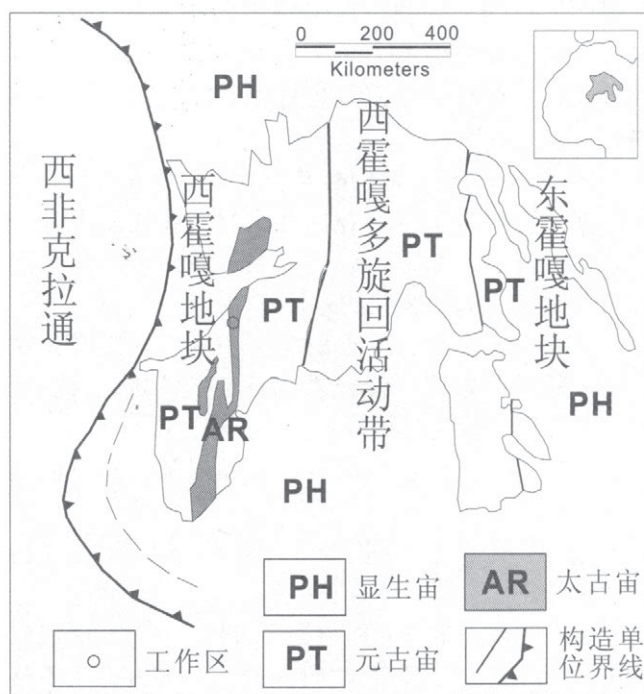 0 200 400
Kilometers
PH
西非克拉通
西霍嘎地块
西霍嘎多旋回活动带
东霍嘎地块
PT
PT
PT
PH
PT
AR
PH
PH 显生宙
AR 太古宙
工作区
PT 元古宙
构造单
位界线